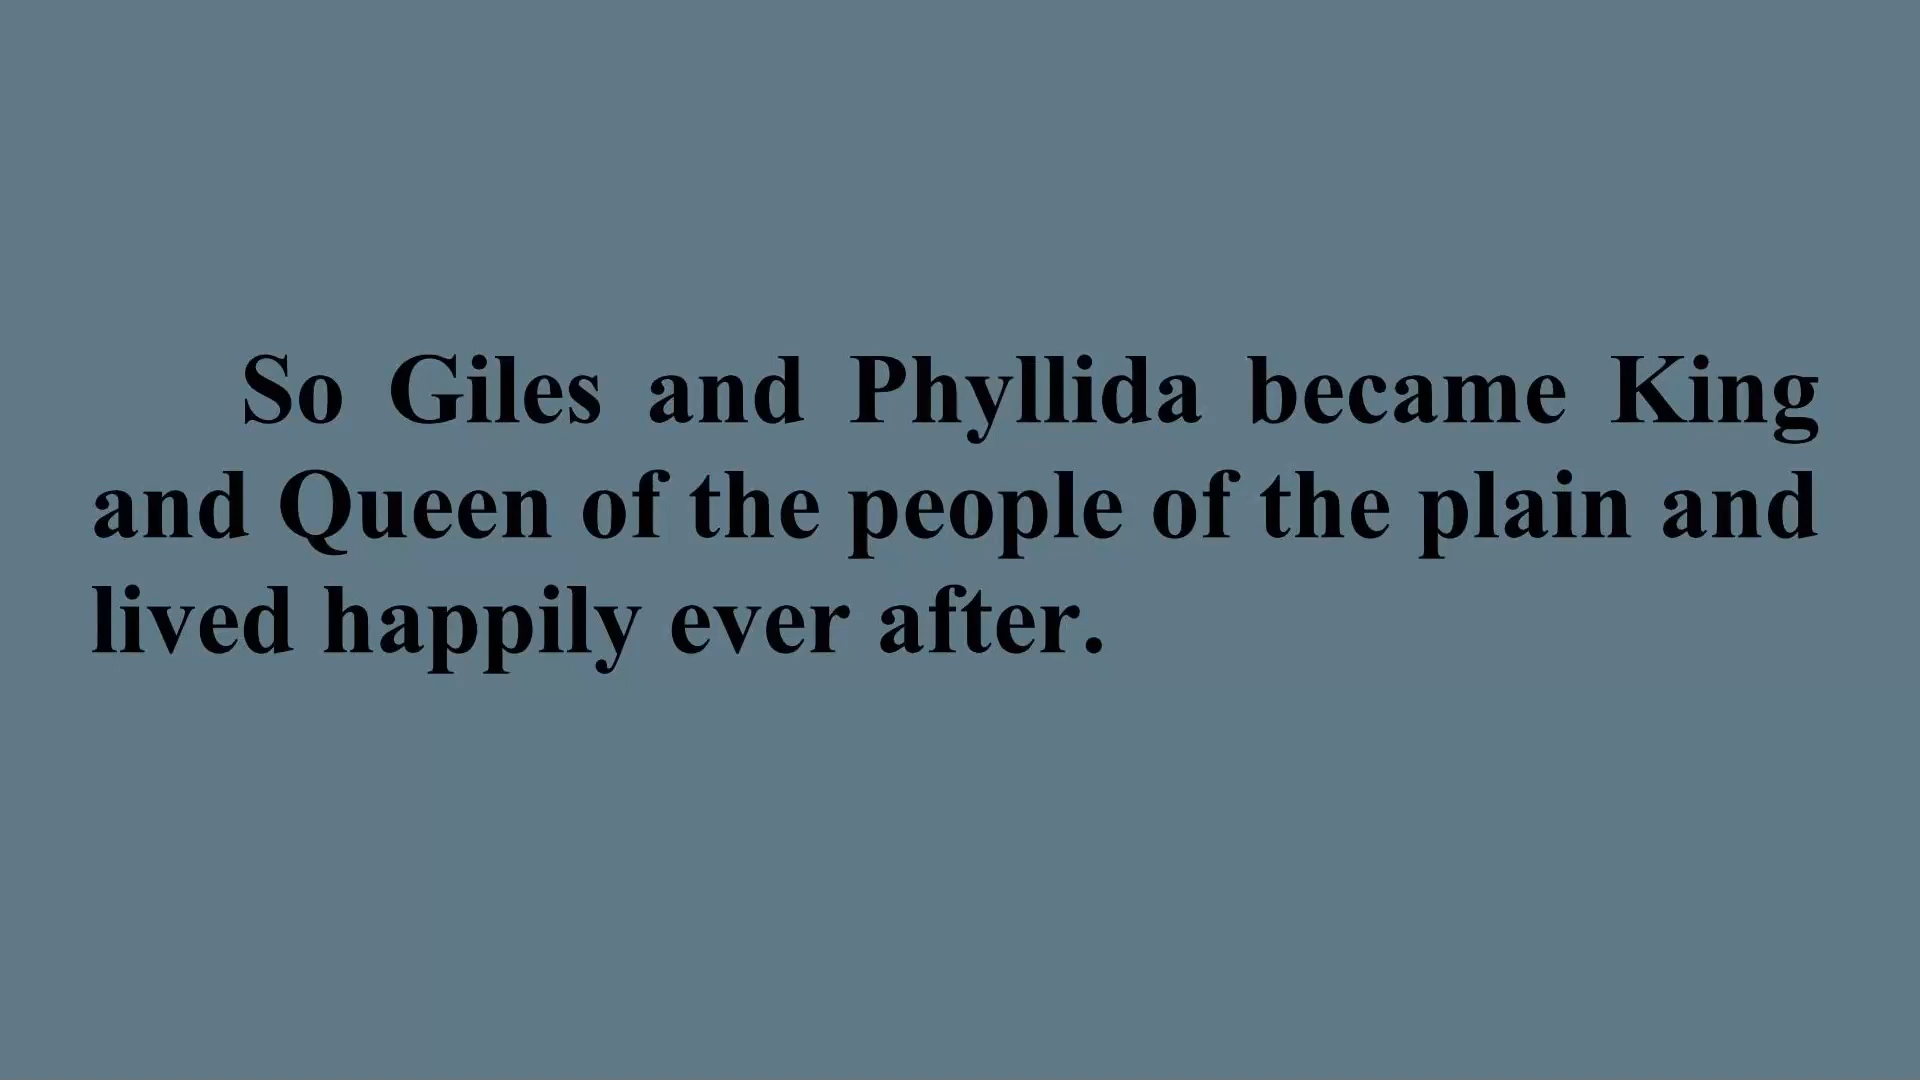 So Giles and Phyllida became King
and Queen of the people of the plain and
lived happily ever after.